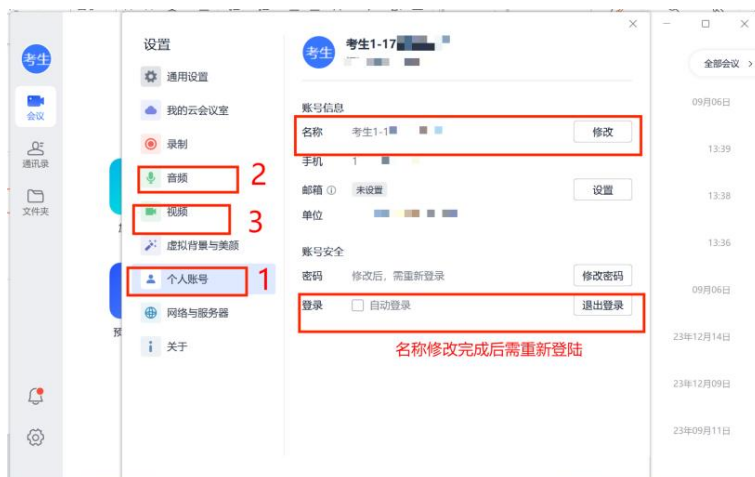 考生
会议
通讯录
文件夹
设置
通用设置
我的云会议室
录制
音频
2
视频
3
虚拟背景与美颜
个人账号
1
网络与服务器
关于
考生
考生1-17
账号信息
名称 考生1-1 修改
手机 1
邮箱 未设置 设置
单位
账号安全
密码 修改后，需重新登录 修改密码
登录 自动登录 退出登录
名称修改完成后需重新登陆
全部会议 >
09月06日
13:39
13:38
13:36
09月06日
23年12月14日
23年12月09日
23年09月11日